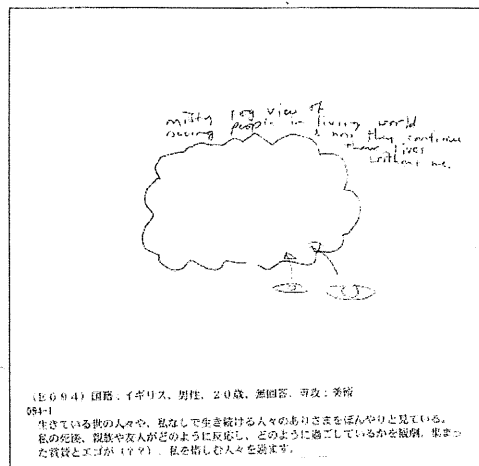 misty fog view of
seeing people in living world
& how they continue
their lives
without me.
(E094) 国籍：イギリス、男性、20歳、無回答、専攻：美術
094-1
生きている世の人々や、私なしで生き続ける人々のありさまをぼんやりと見ている。
私の死後、親族や友人がどのように反応し、どのように過ごしているかを観劇。集まっ
た賞賛とエゴが（？？）、私を惜しむ人々を励ます。